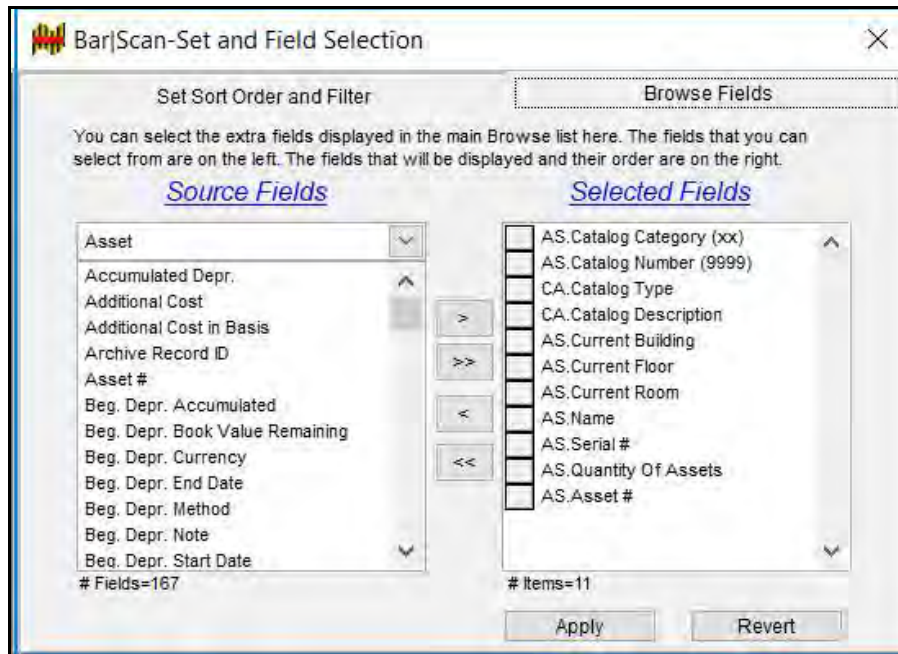 Bar|Scan-Set and Field Selection
Set Sort Order and Filter
Browse Fields
You can select the extra fields displayed in the main Browse list here. The fields that you can
select from are on the left. The fields that will be displayed and their order are on the right.
Source Fields
Asset
Accumulated Depr.
Additional Cost
Additional Cost in Basis
Archive Record ID
Asset #
Beg. Depr. Accumulated
Beg. Depr. Book Value Remaining
Beg. Depr. Currency
Beg. Depr. End Date
Beg. Depr. Method
Beg. Depr. Note
Beg. Depr. Start Date
# Fields=167
>
>>
<
<<
Selected Fields
AS.Catalog Category (xx)
AS.Catalog Number (9999)
CA.Catalog Type
CA.Catalog Description
AS.Current Building
AS.Current Floor
AS.Current Room
AS.Name
AS.Serial #
AS.Quantity Of Assets
AS.Asset #
# Items=11
Apply
Revert